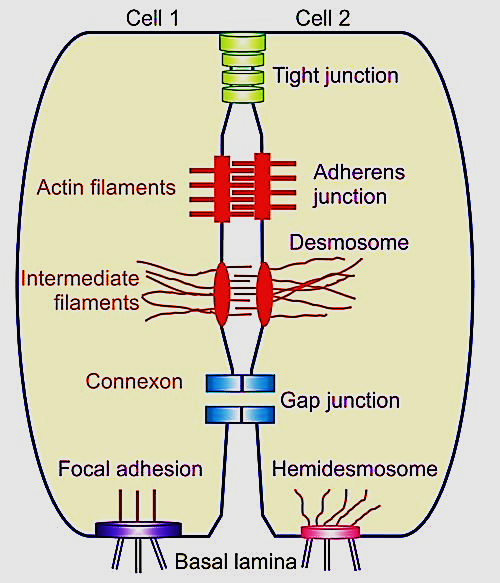 Cell 1
Cell 2
Tight junction
Actin filaments
Adherens
junction
Desmosome
Intermediate
filaments
Connexon
Gap junction
Focal adhesion
Hemidesmosome
Basal lamina